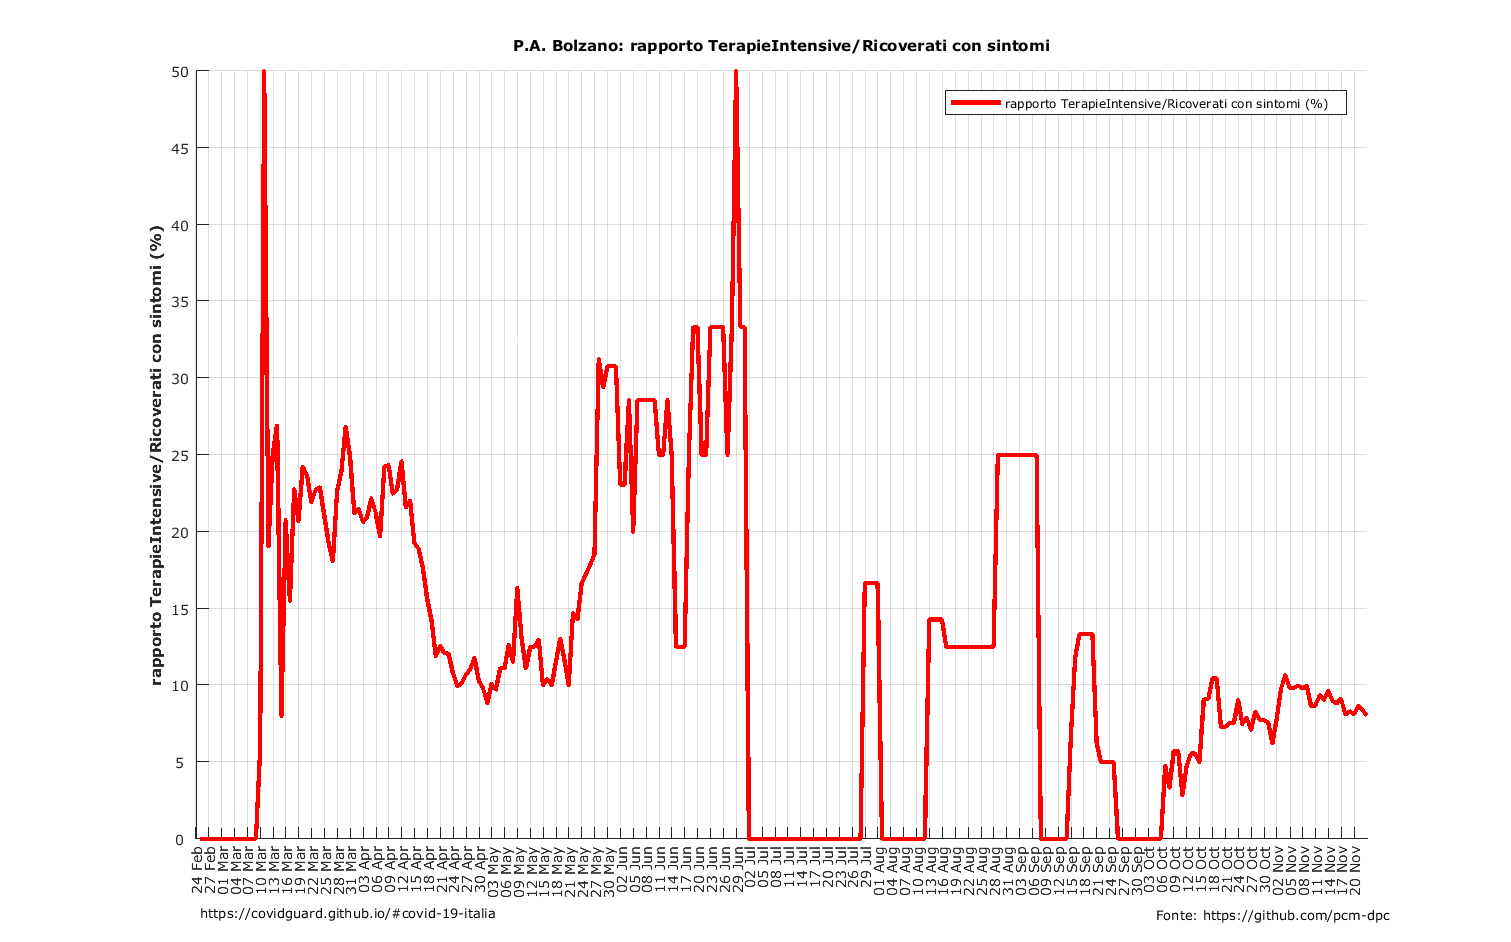 P.A. Bolzano: rapporto TerapieIntensive/Ricoverati con sintomi
rapporto TerapieIntensive/Ricoverati con sintomi (%)
rapporto TerapieIntensive/Ricoverati con sintomi (%)
50
45
40
35
30
25
20
15
10
5
0
24 Feb
27 Feb
01 Mar
04 Mar
07 Mar
10 Mar
13 Mar
16 Mar
19 Mar
22 Mar
25 Mar
28 Mar
31 Mar
03 Apr
06 Apr
09 Apr
12 Apr
15 Apr
18 Apr
21 Apr
24 Apr
27 Apr
30 Apr
03 May
06 May
09 May
12 May
15 May
18 May
21 May
24 May
27 May
30 May
02 Jun
05 Jun
08 Jun
11 Jun
14 Jun
17 Jun
20 Jun
23 Jun
26 Jun
29 Jun
02 Jul
05 Jul
08 Jul
11 Jul
14 Jul
17 Jul
20 Jul
23 Jul
26 Jul
29 Jul
01 Aug
04 Aug
07 Aug
10 Aug
13 Aug
16 Aug
19 Aug
22 Aug
25 Aug
28 Aug
31 Aug
03 Sep
06 Sep
09 Sep
12 Sep
15 Sep
18 Sep
21 Sep
24 Sep
27 Sep
30 Sep
03 Oct
06 Oct
09 Oct
12 Oct
15 Oct
18 Oct
21 Oct
24 Oct
27 Oct
30 Oct
02 Nov
05 Nov
08 Nov
11 Nov
14 Nov
17 Nov
20 Nov
https://covidguard.github.io/#covid-19-italia
Fonte: https://github.com/pcm-dpc